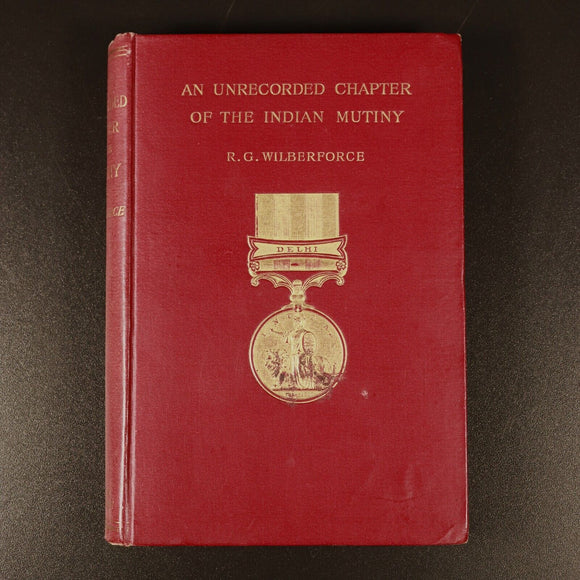 AN UNRECORDED CHAPTER
OF THE INDIAN MUTINY
R. G. WILBERFORCE
DELHI